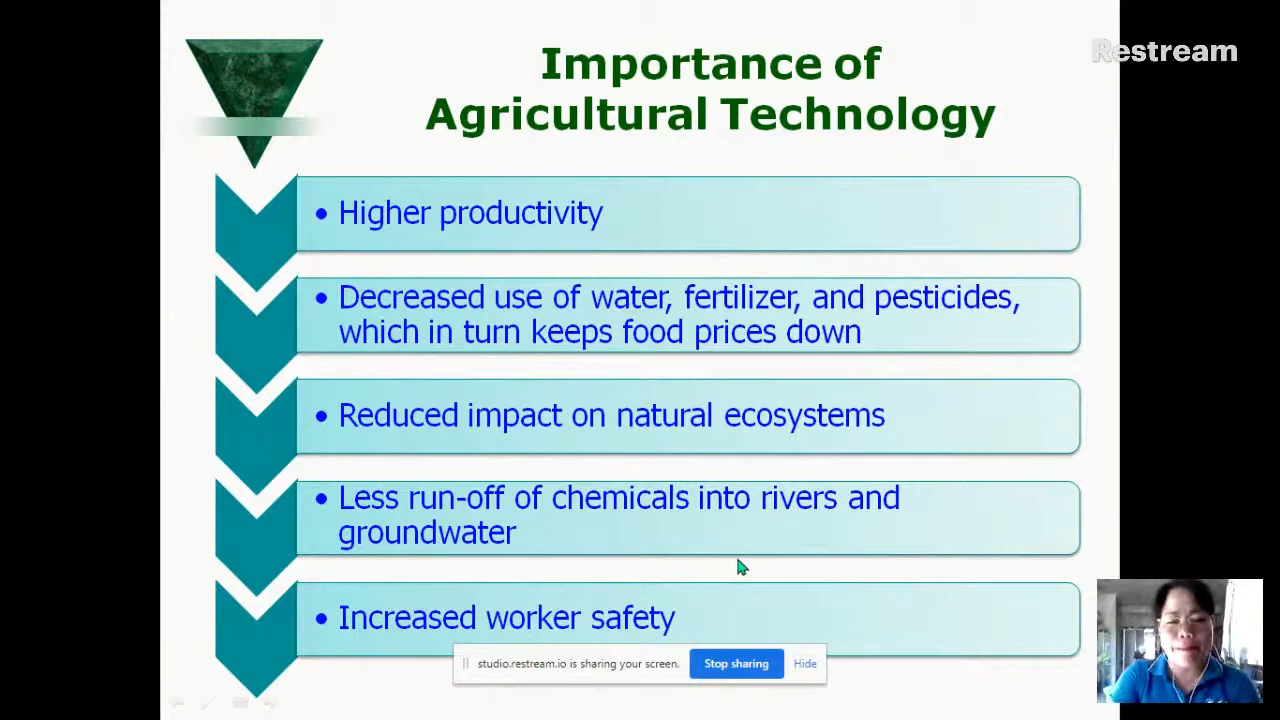 Restream
Importance of
Agricultural Technology
• Higher productivity
• Decreased use of water, fertilizer, and pesticides,
which in turn keeps food prices down
• Reduced impact on natural ecosystems
• Less run-off of chemicals into rivers and
groundwater
• Increased worker safety
studio.restream.io is sharing your screen. Stop sharing Hide